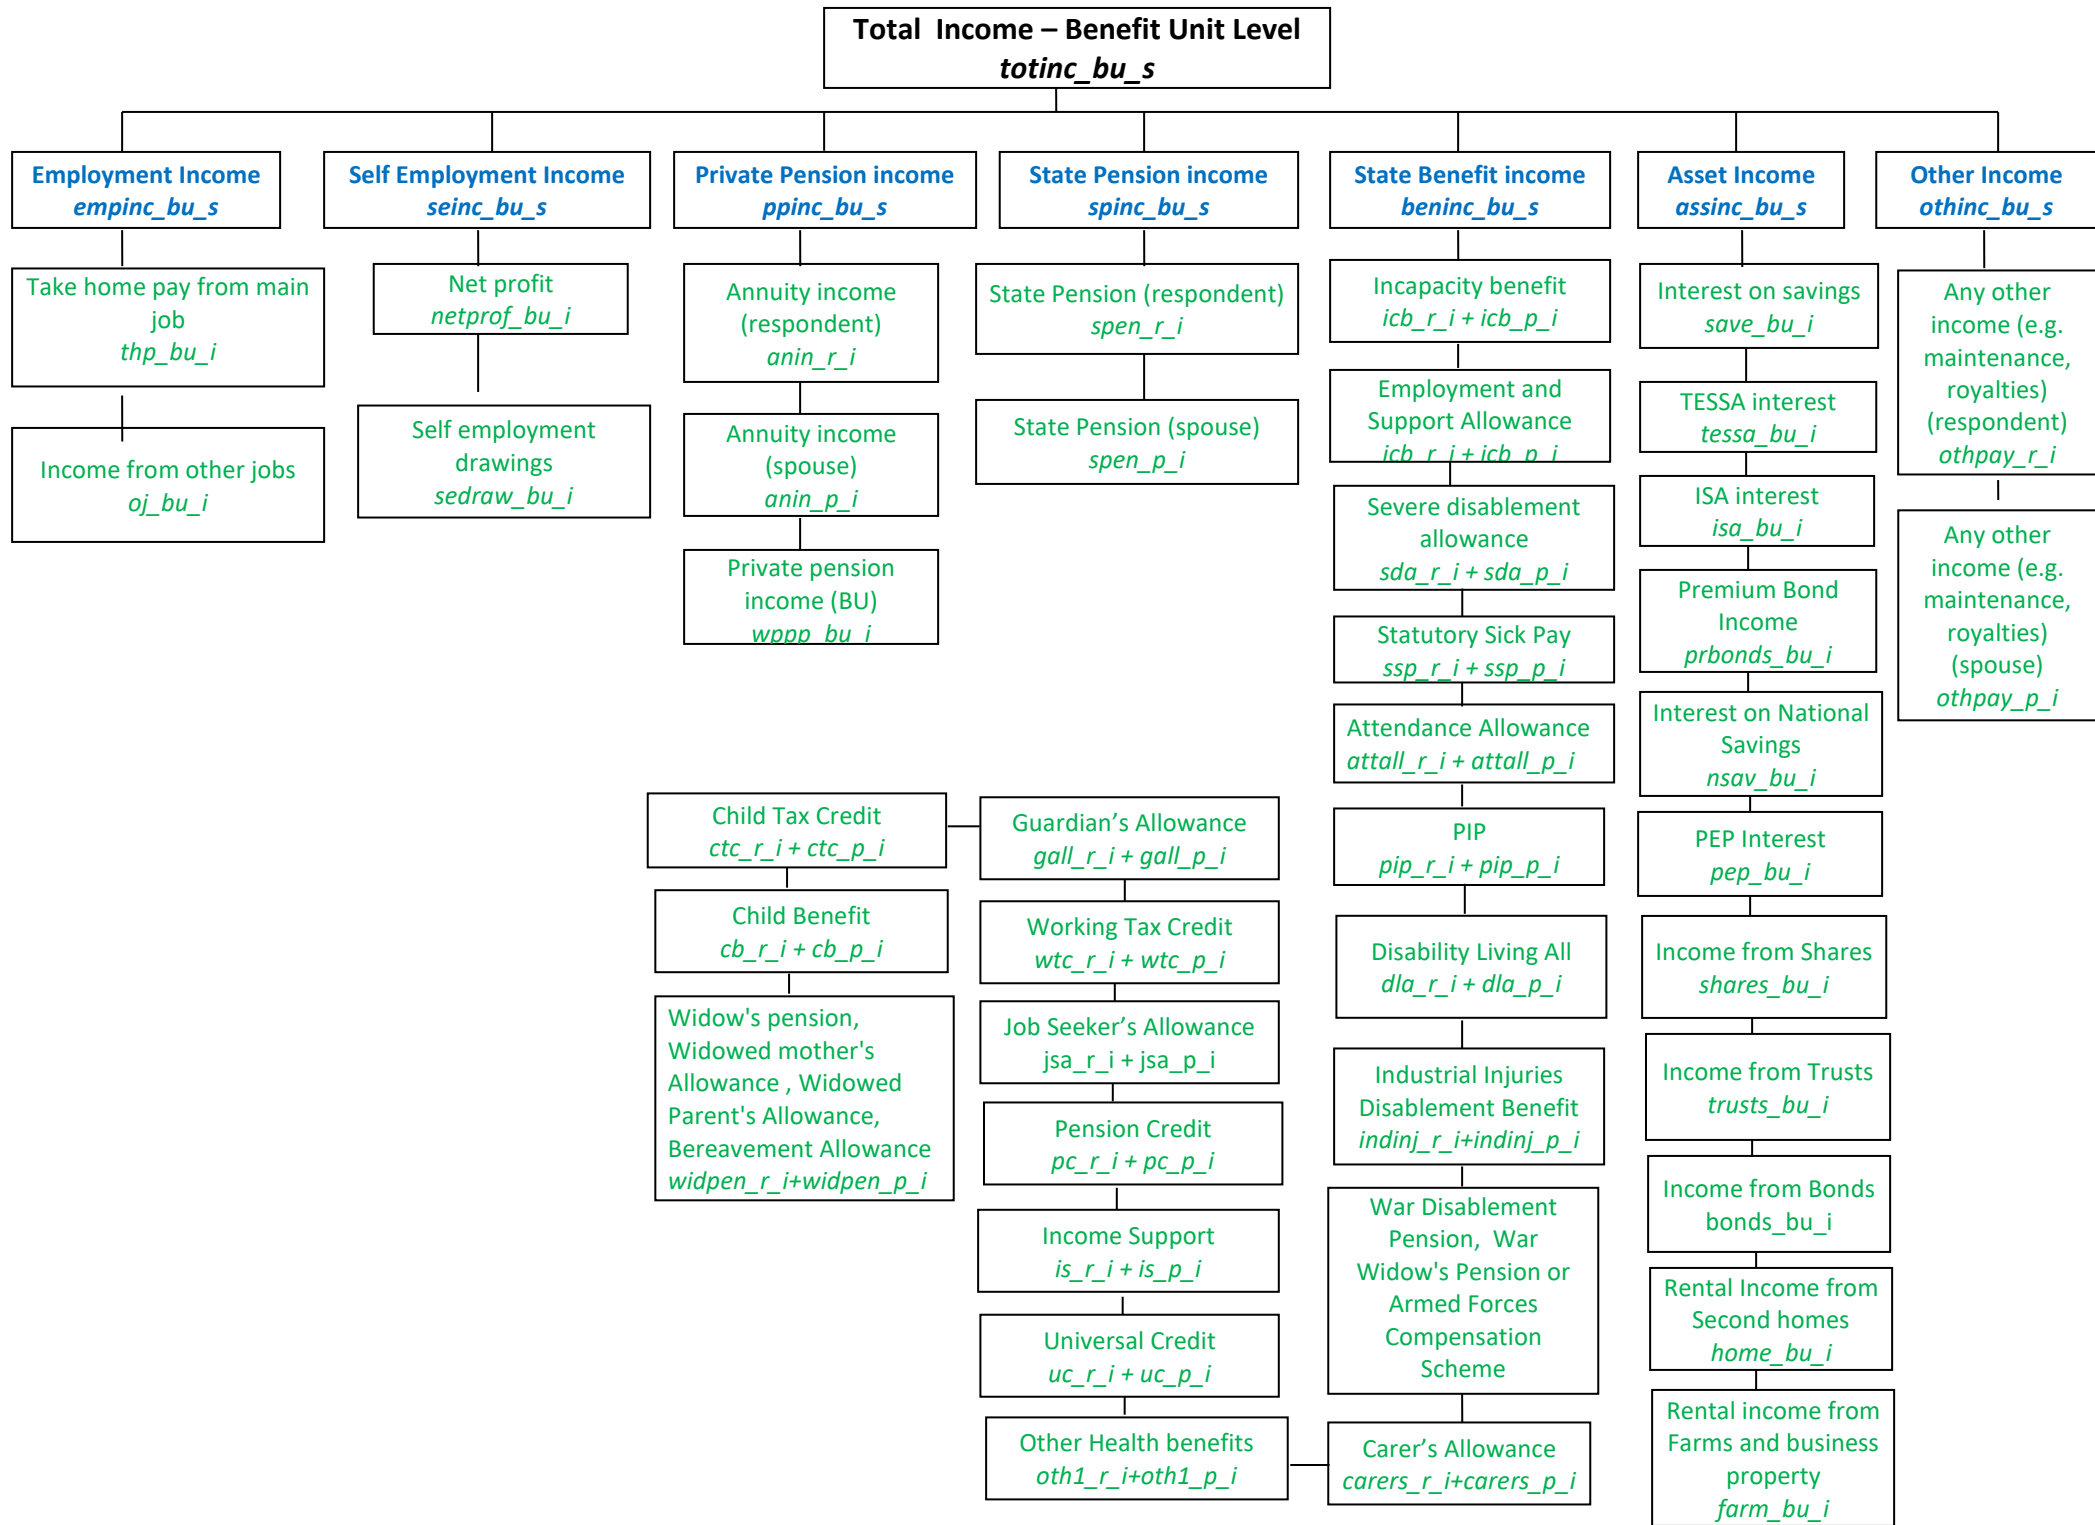 Total  Income – Benefit Unit Level
totinc_bu_s
Employment Income
empinc_bu_s
Self Employment Income
seinc_bu_s
Private Pension income
ppinc_bu_s
State Pension income
spinc_bu_s
State Benefit income
beninc_bu_s
Asset Income
assinc_bu_s
Other Income
othinc_bu_s
Take home pay from main
job
thp_bu_i
Income from other jobs
oj_bu_i
Net profit
netprof_bu_i
Self employment
drawings
sedraw_bu_i
Annuity income
(respondent)
anin_r_i
Annuity income
(spouse)
anin_p_i
Private pension
income (BU)
wppp_bu_i
State Pension (respondent)
spen_r_i
State Pension (spouse)
spen_p_i
Incapacity benefit
icb_r_i + icb_p_i
Employment and
Support Allowance
icb_r_i + icb_p_i
Severe disablement
allowance
sda_r_i + sda_p_i
Statutory Sick Pay
ssp_r_i + ssp_p_i
Attendance Allowance
attall_r_i + attall_p_i
PIP
pip_r_i + pip_p_i
Disability Living All
dla_r_i + dla_p_i
Industrial Injuries
Disablement Benefit
indinj_r_i+indinj_p_i
War Disablement
Pension,  War
Widow's Pension or
Armed Forces
Compensation
Scheme
Carer’s Allowance
carers_r_i+carers_p_i
Other Health benefits
oth1_r_i+oth1_p_i
Universal Credit
uc_r_i + uc_p_i
Income Support
is_r_i + is_p_i
Pension Credit
pc_r_i + pc_p_i
Job Seeker’s Allowance
jsa_r_i + jsa_p_i
Working Tax Credit
wtc_r_i + wtc_p_i
Guardian’s Allowance
gall_r_i + gall_p_i
Child Tax Credit
ctc_r_i + ctc_p_i
Child Benefit
cb_r_i + cb_p_i
Widow's pension,
Widowed mother's
Allowance , Widowed
Parent's Allowance,
Bereavement Allowance
widpen_r_i+widpen_p_i
Interest on savings
save_bu_i
TESSA interest
tessa_bu_i
ISA interest
isa_bu_i
Premium Bond
Income
prbonds_bu_i
Interest on National
Savings
nsav_bu_i
PEP Interest
pep_bu_i
Income from Shares
shares_bu_i
Income from Trusts
trusts_bu_i
Income from Bonds
bonds_bu_i
Rental Income from
Second homes
home_bu_i
Rental income from
Farms and business
property
farm_bu_i
Any other
income (e.g.
maintenance,
royalties)
(respondent)
othpay_r_i
Any other
income (e.g.
maintenance,
royalties)
(spouse)
othpay_p_i